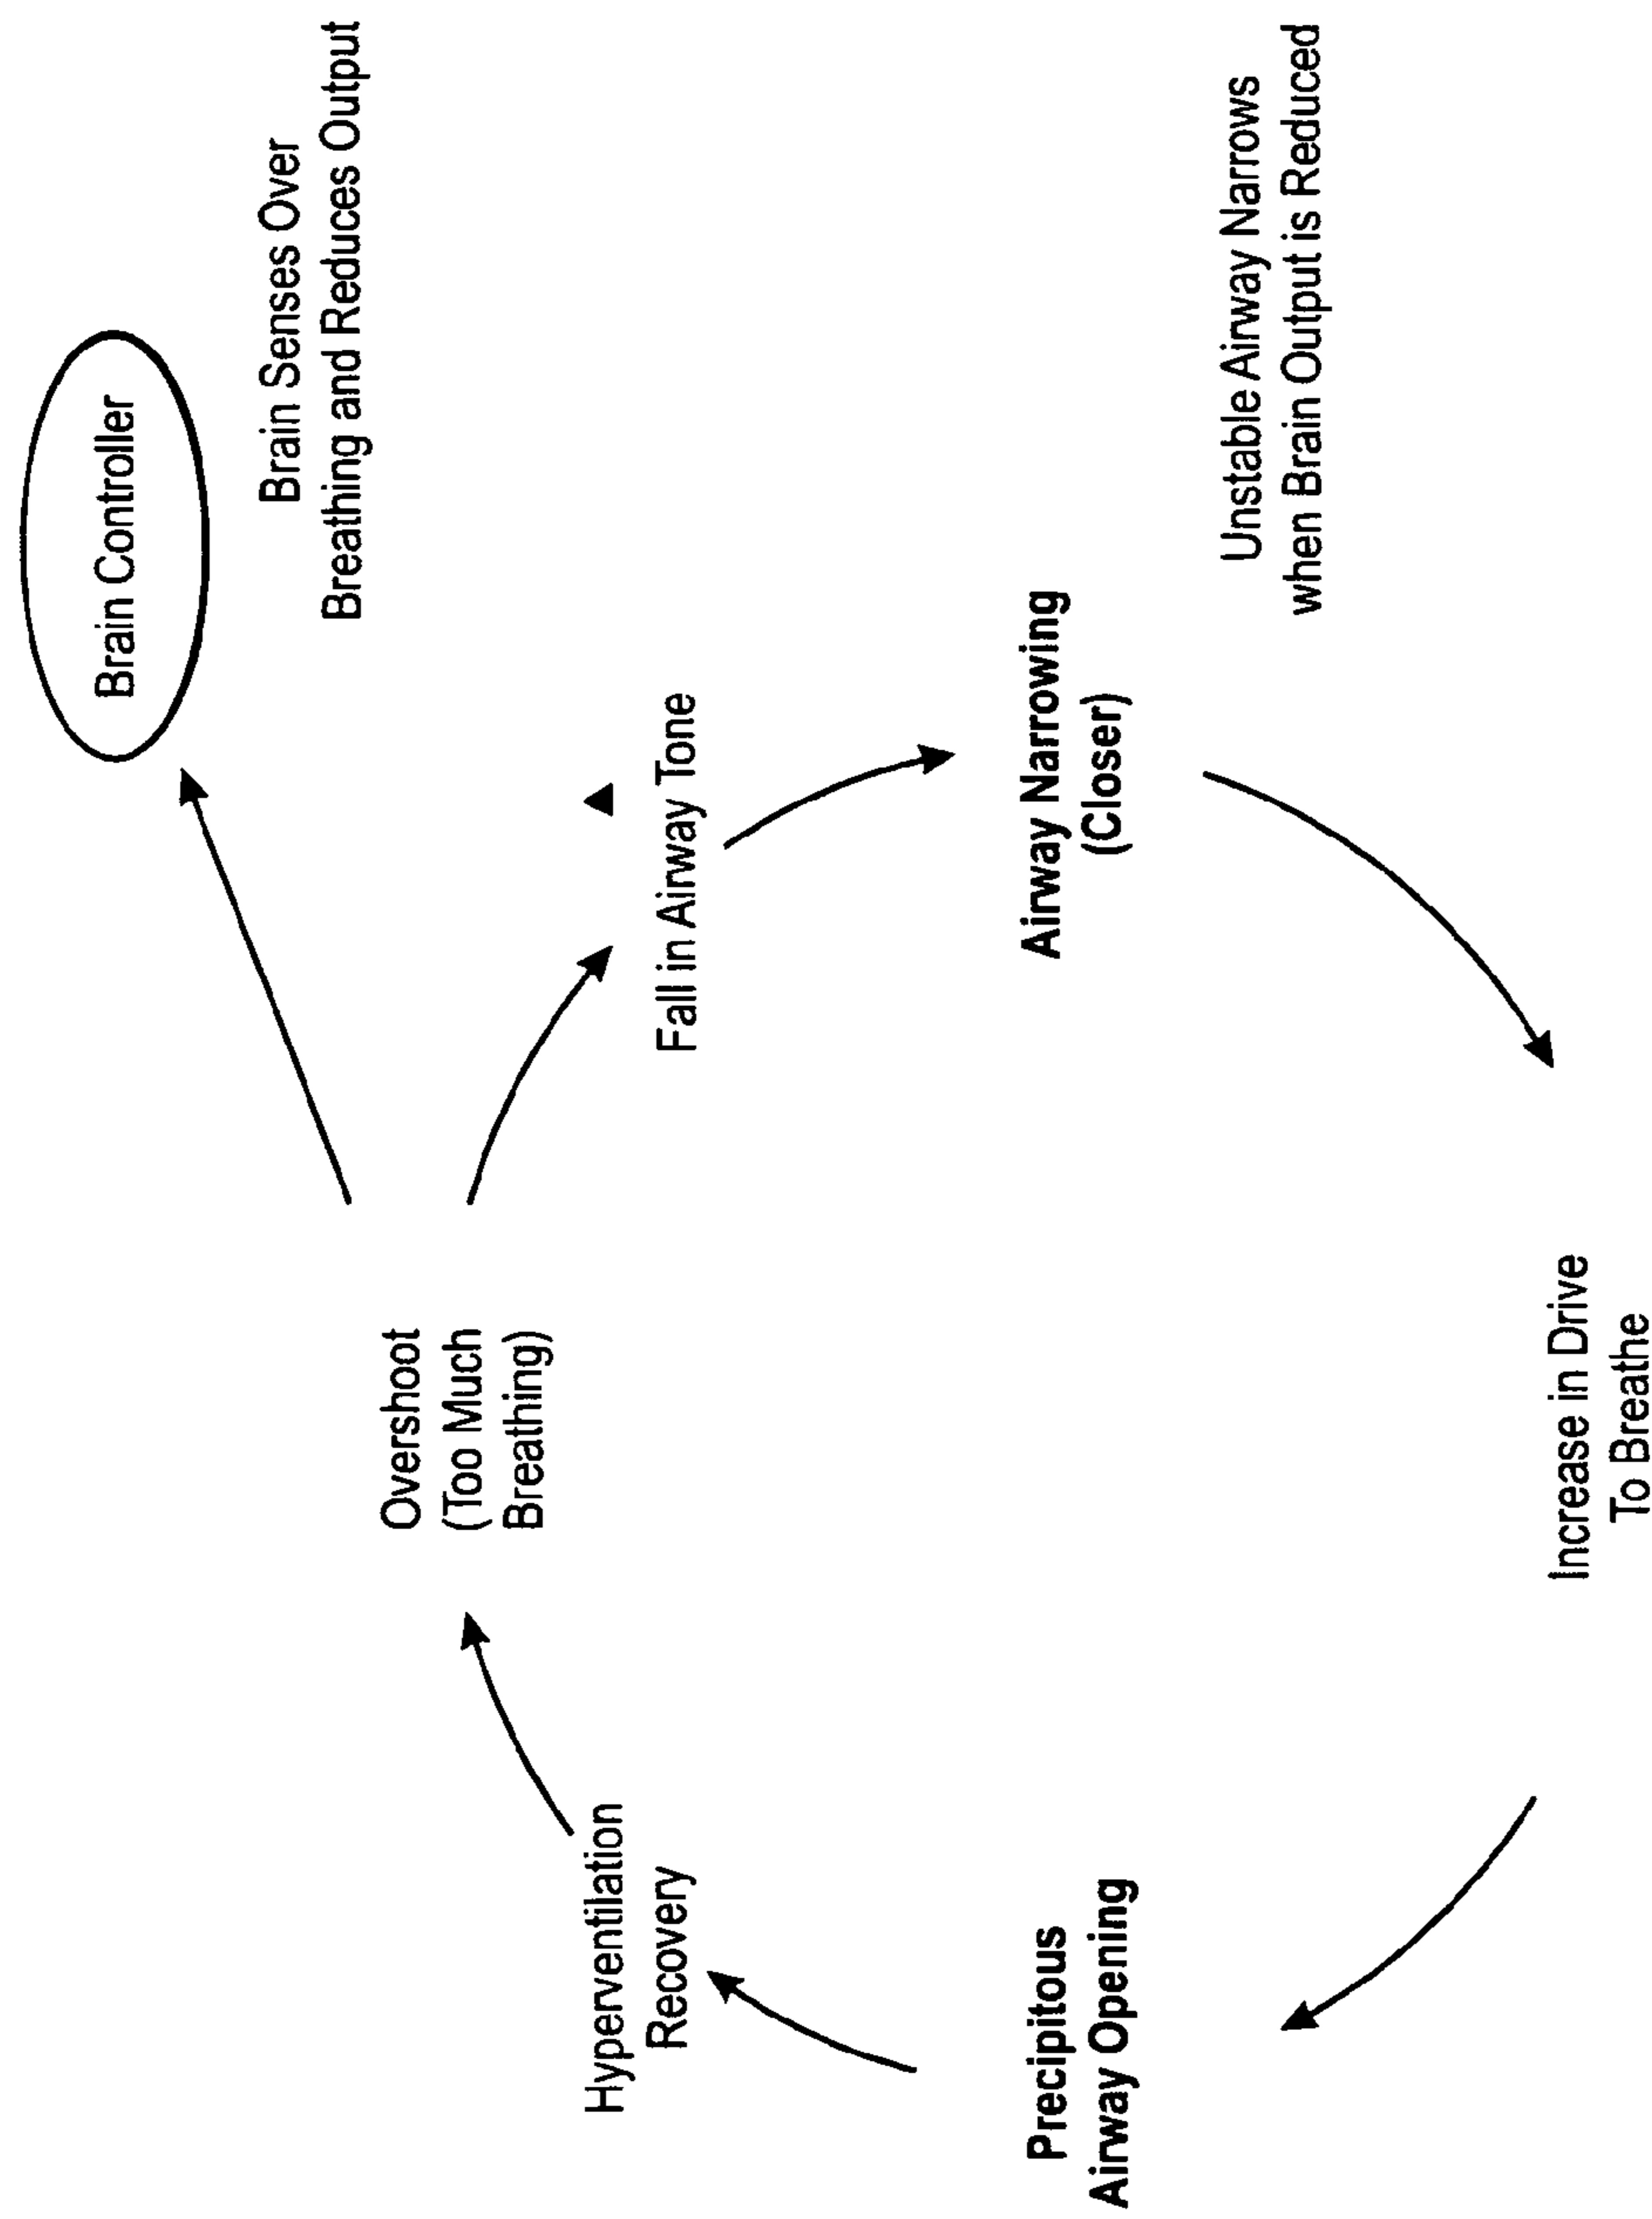 Brain Controller
Brain Senses Over
Breathing and Reduces Output
Overshoot
(Too Much
Breathing)
Fall in Airway Tone
Hyperventilation
Recovery
Airway Narrowing
(Closer)
Precipitous
Airway Opening
Unstable Airway Narrows
when Brain Output is Reduced
Increase in Drive
To Breathe